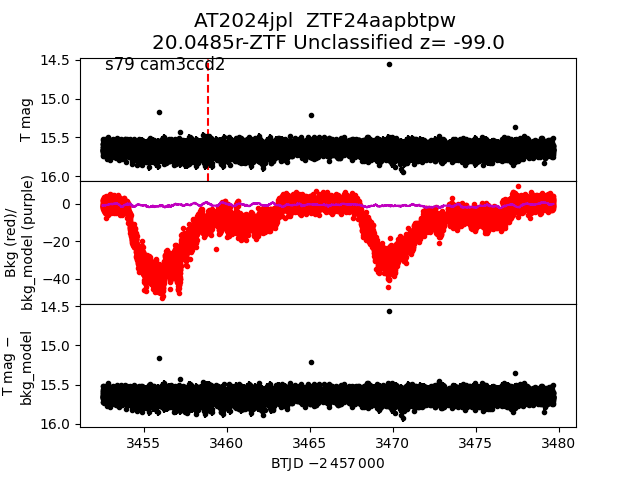 AT2024jpl ZTF24aapbtpw
20.0485r-ZTF Unclassified z= -99.0
s79 cam3ccd2
14.5
15.0
15.5
16.0
T mag
0
−20
−40
Bkg (red)/
bkg_model (purple)
14.5
15.0
15.5
16.0
T mag −
bkg_model
3455 3460 3465 3470 3475 3480
BTJD −2 457 000